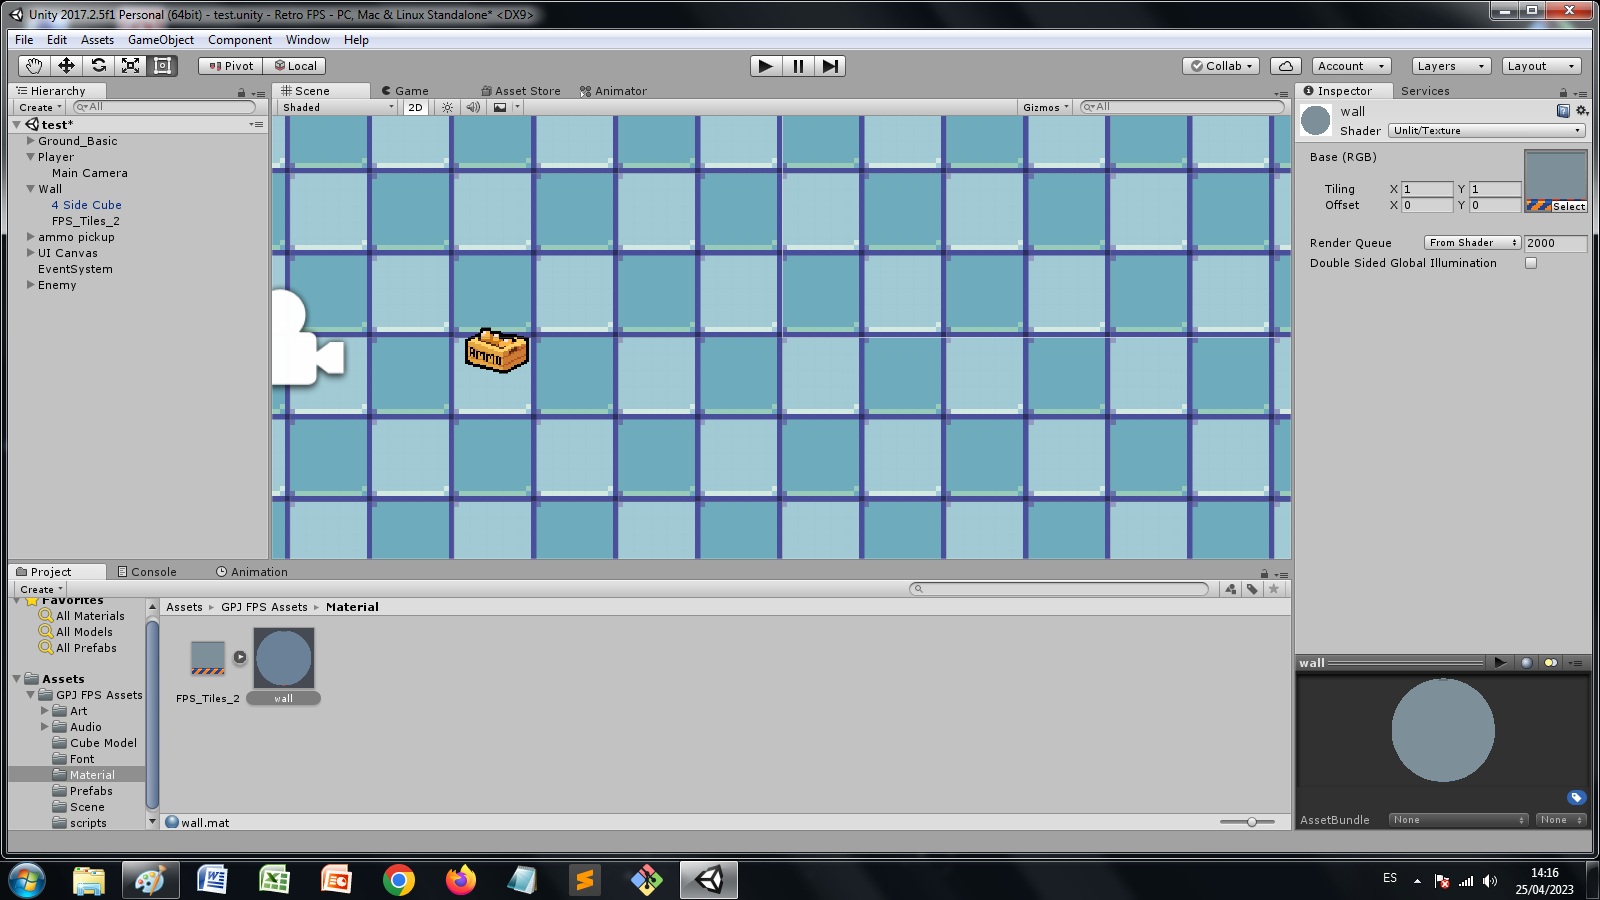 Unity 2017.2.5f1 Personal (64bit) - test.unity - Retro FPS - PC, Mac & Linux Standalone* <DX9>
File Edit Assets GameObject Component Window Help
Pivot Local Collab Account Layers Layout
Hierarchy
Create All
test*
Ground_Basic
Player
Main Camera
Wall
4 Side Cube
FPS_Tiles_2
ammo pickup
UI Canvas
EventSystem
Enemy
Scene Game Asset Store Animator
Shaded 2D Gizmos All
AMMO
Inspector Services
wall
Shader Unlit/Texture
Base (RGB)
Tiling X 1 Y 1
Offset X 0 Y 0
Select
Render Queue From Shader 2000
Double Sided Global Illumination
Project Console Animation
Create
Favorites
All Materials
All Models
All Prefabs
Assets
GPJ FPS Assets
Art
Audio
Cube Model
Font
Material
Prefabs
Scene
scripts
Assets GPJ FPS Assets Material
FPS_Tiles_2 wall
wall.mat
wall
AssetBundle None None
ES 14:16
25/04/2023